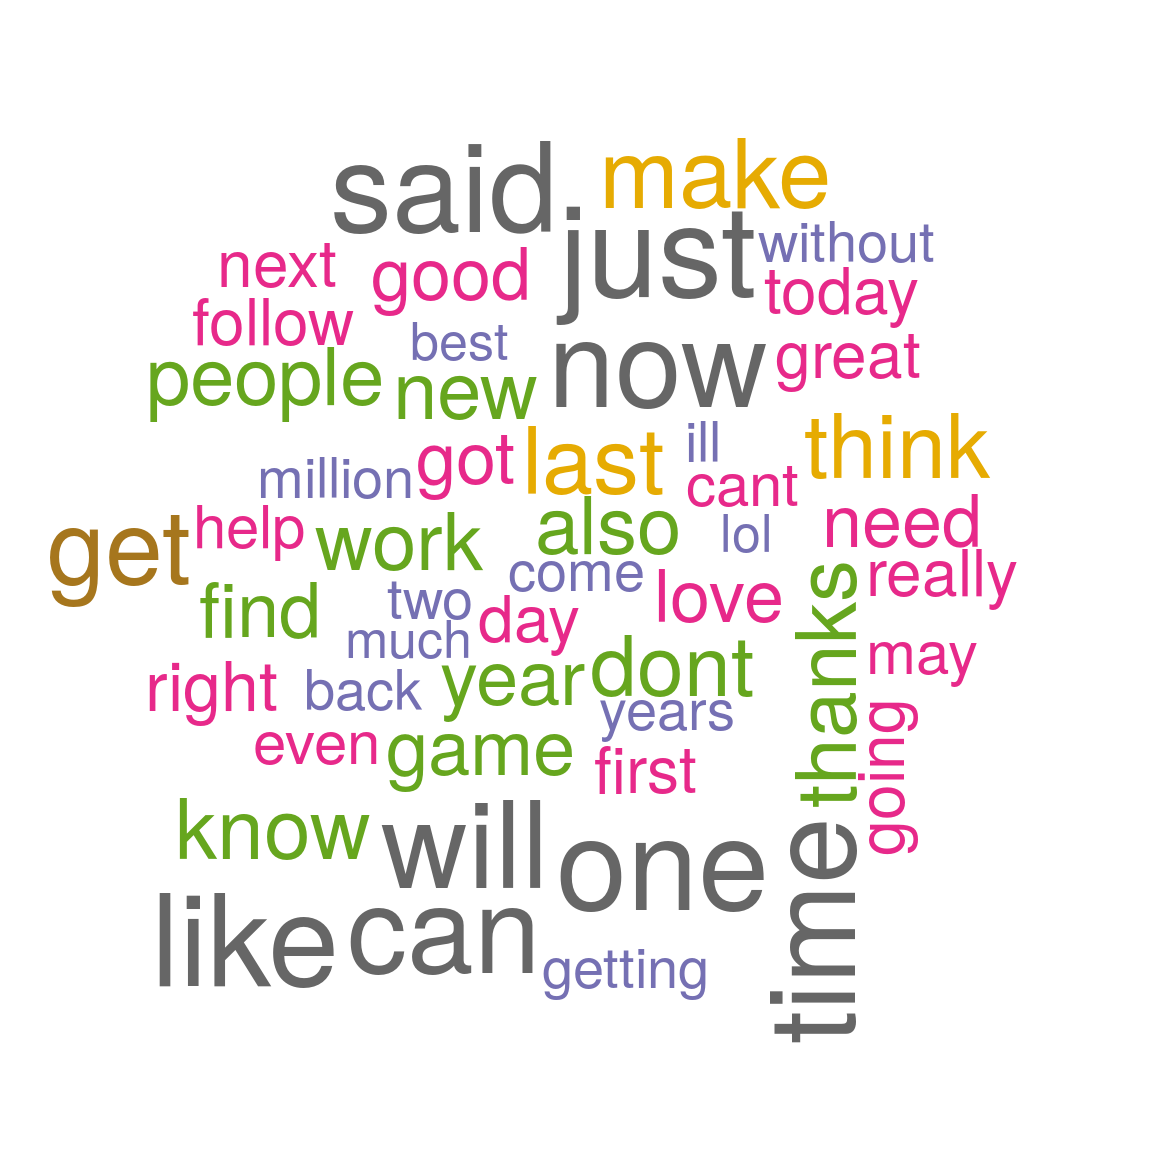 said make
just without
next good today
follow best now great
people new
got last ill think
million cant
get help work also lol need
come really
find two day love thanks
much may
right back year dont
years going
even game first
know will one time
like can getting